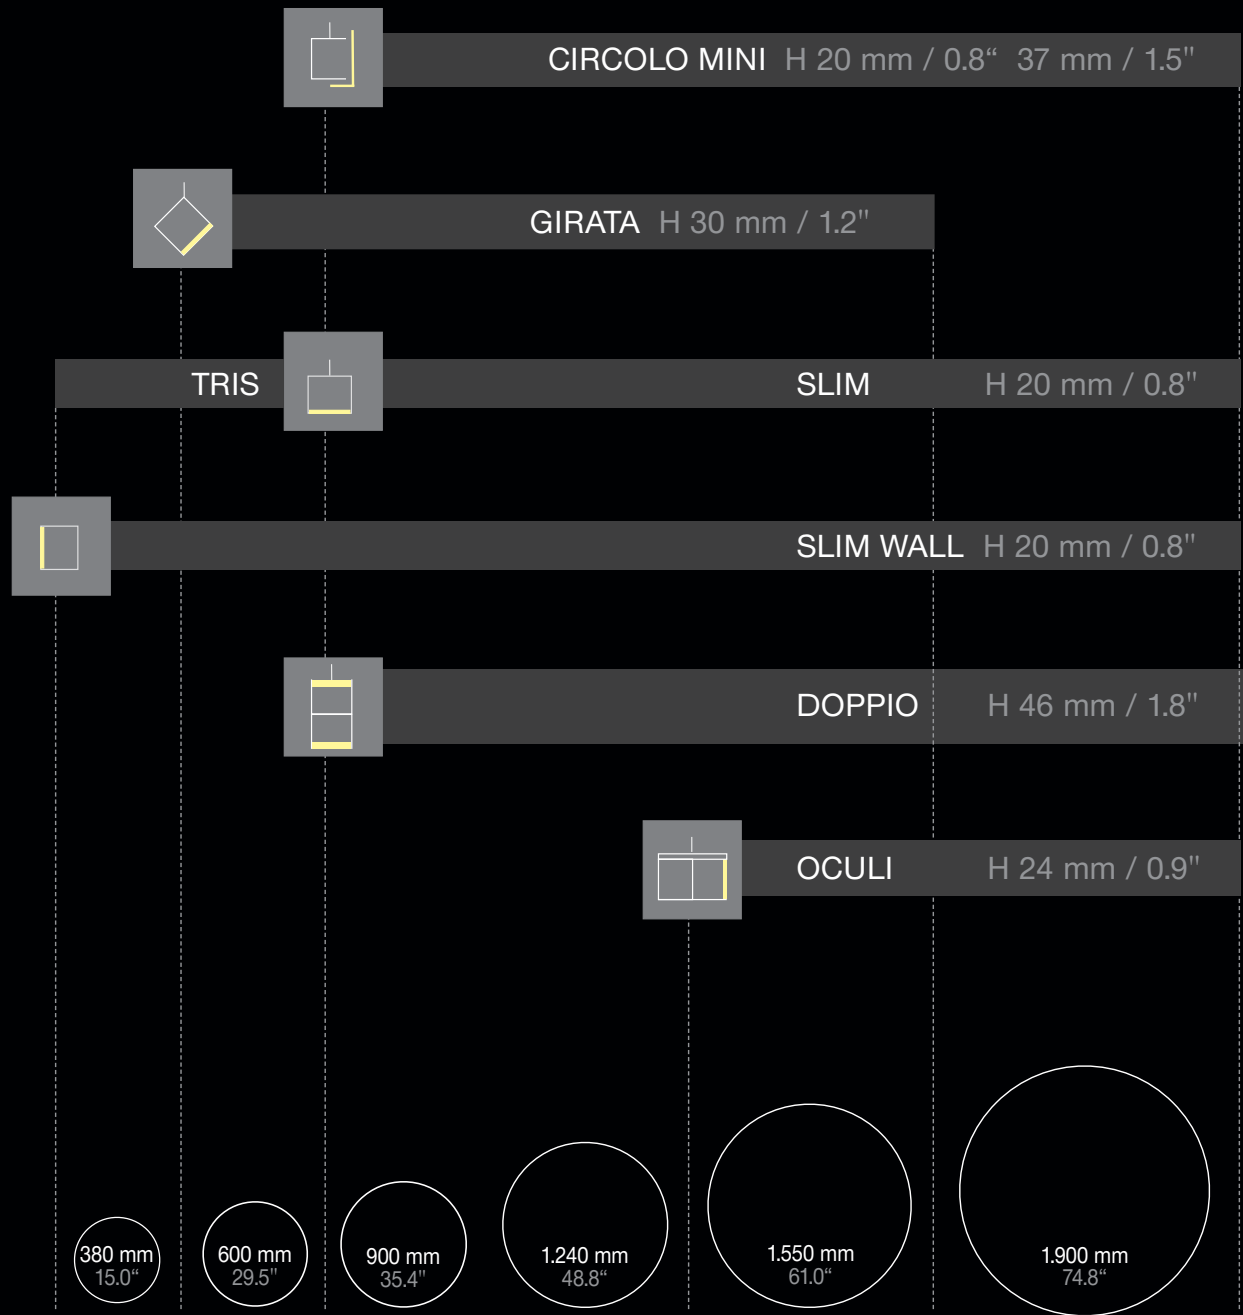 CIRCOLO MINI H 20 mm / 0.8“ 37 mm / 1.5"
GIRATA H 30 mm / 1.2"
TRIS SLIM H 20 mm / 0.8"
SLIM WALL H 20 mm / 0.8"
DOPPIO H 46 mm / 1.8"
OCULI H 24 mm / 0.9"
380 mm
15.0“
600 mm
29.5"
900 mm
35.4"
1.240 mm
48.8“
1.550 mm
61.0“
1.900 mm
74.8“